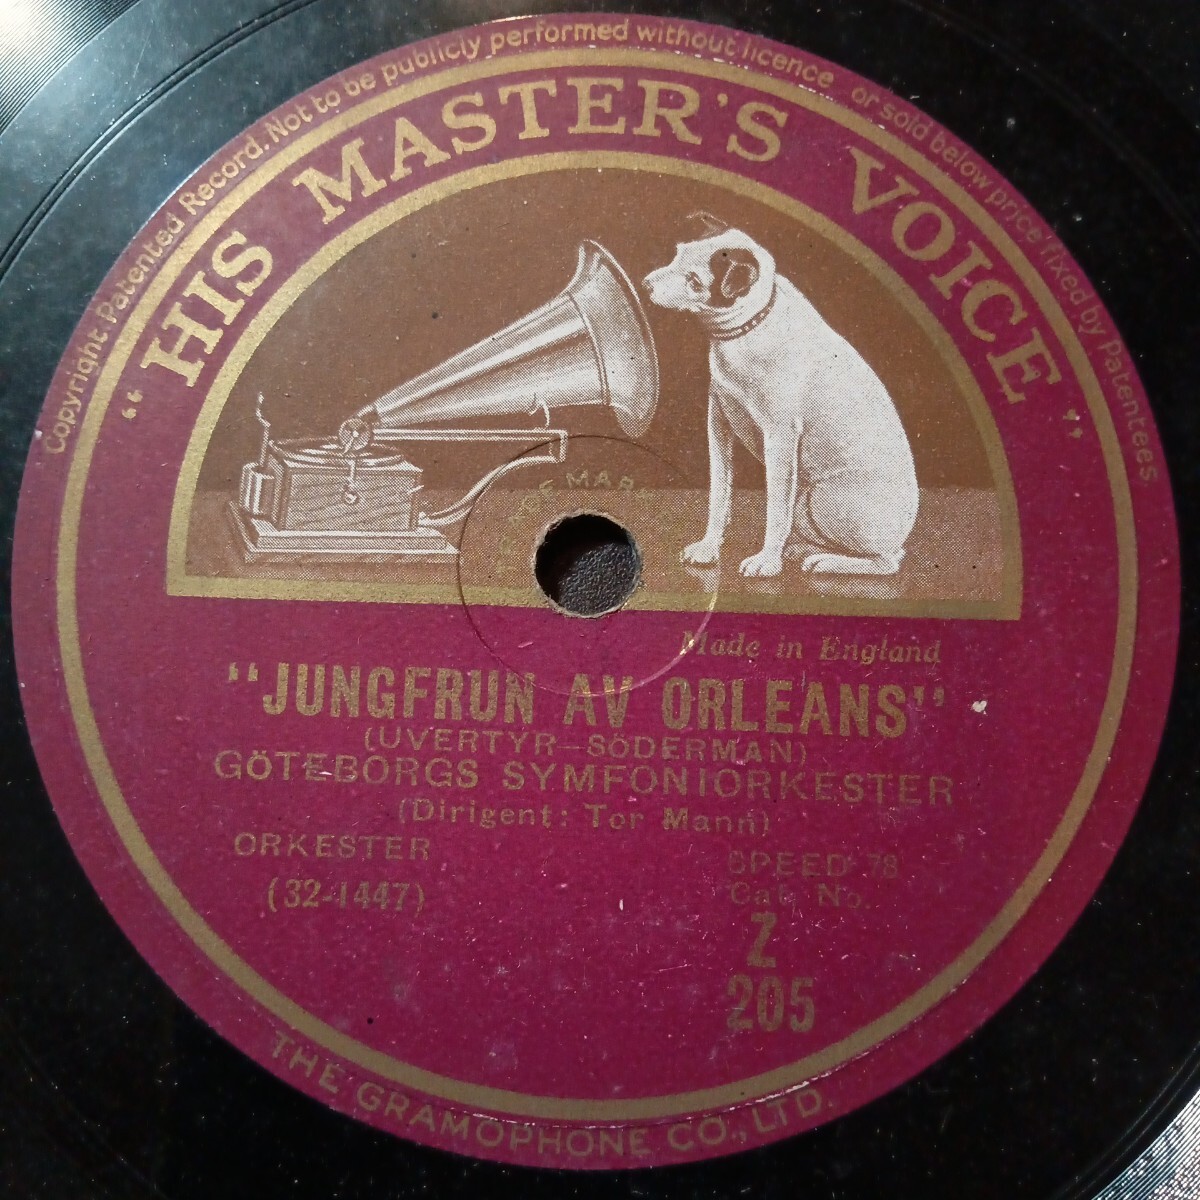 Copyright. Patented Record. Not to be publicly performed without licence or sold below price fixed by Patentees
“HIS MASTER'S VOICE”
TRADE MARK
Made in England
“JUNGFRUN AV ORLEANS”
(UVERTYR—SÖDERMAN)
GÖTEBORGS SYMFONIORKESTER
(Dirigent: Tor Mann)
ORKESTER
SPEED 78
(32-1447)
Cat. No.
Z
205
THE GRAMOPHONE CO., LTD.